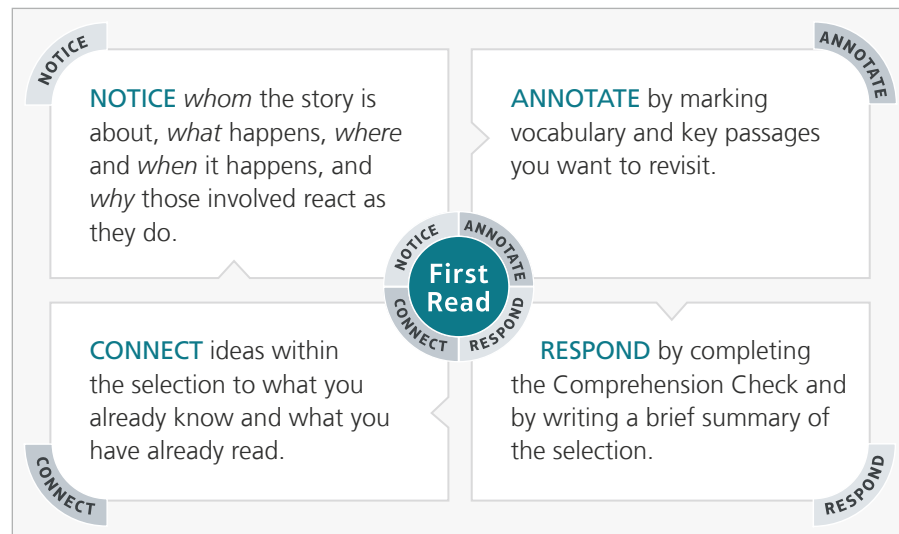 NOTICE
NOTICE whom the story is
about, what happens, where
and when it happens, and
why those involved react as
they do.
ANNOTATE
ANNOTATE by marking
vocabulary and key passages
you want to revisit.
NOTICE
ANNOTATE
First
Read
CONNECT
RESPOND
CONNECT ideas within
the selection to what you
already know and what you
have already read.
CONNECT
RESPOND by completing
the Comprehension Check and
by writing a brief summary of
the selection.
RESPOND